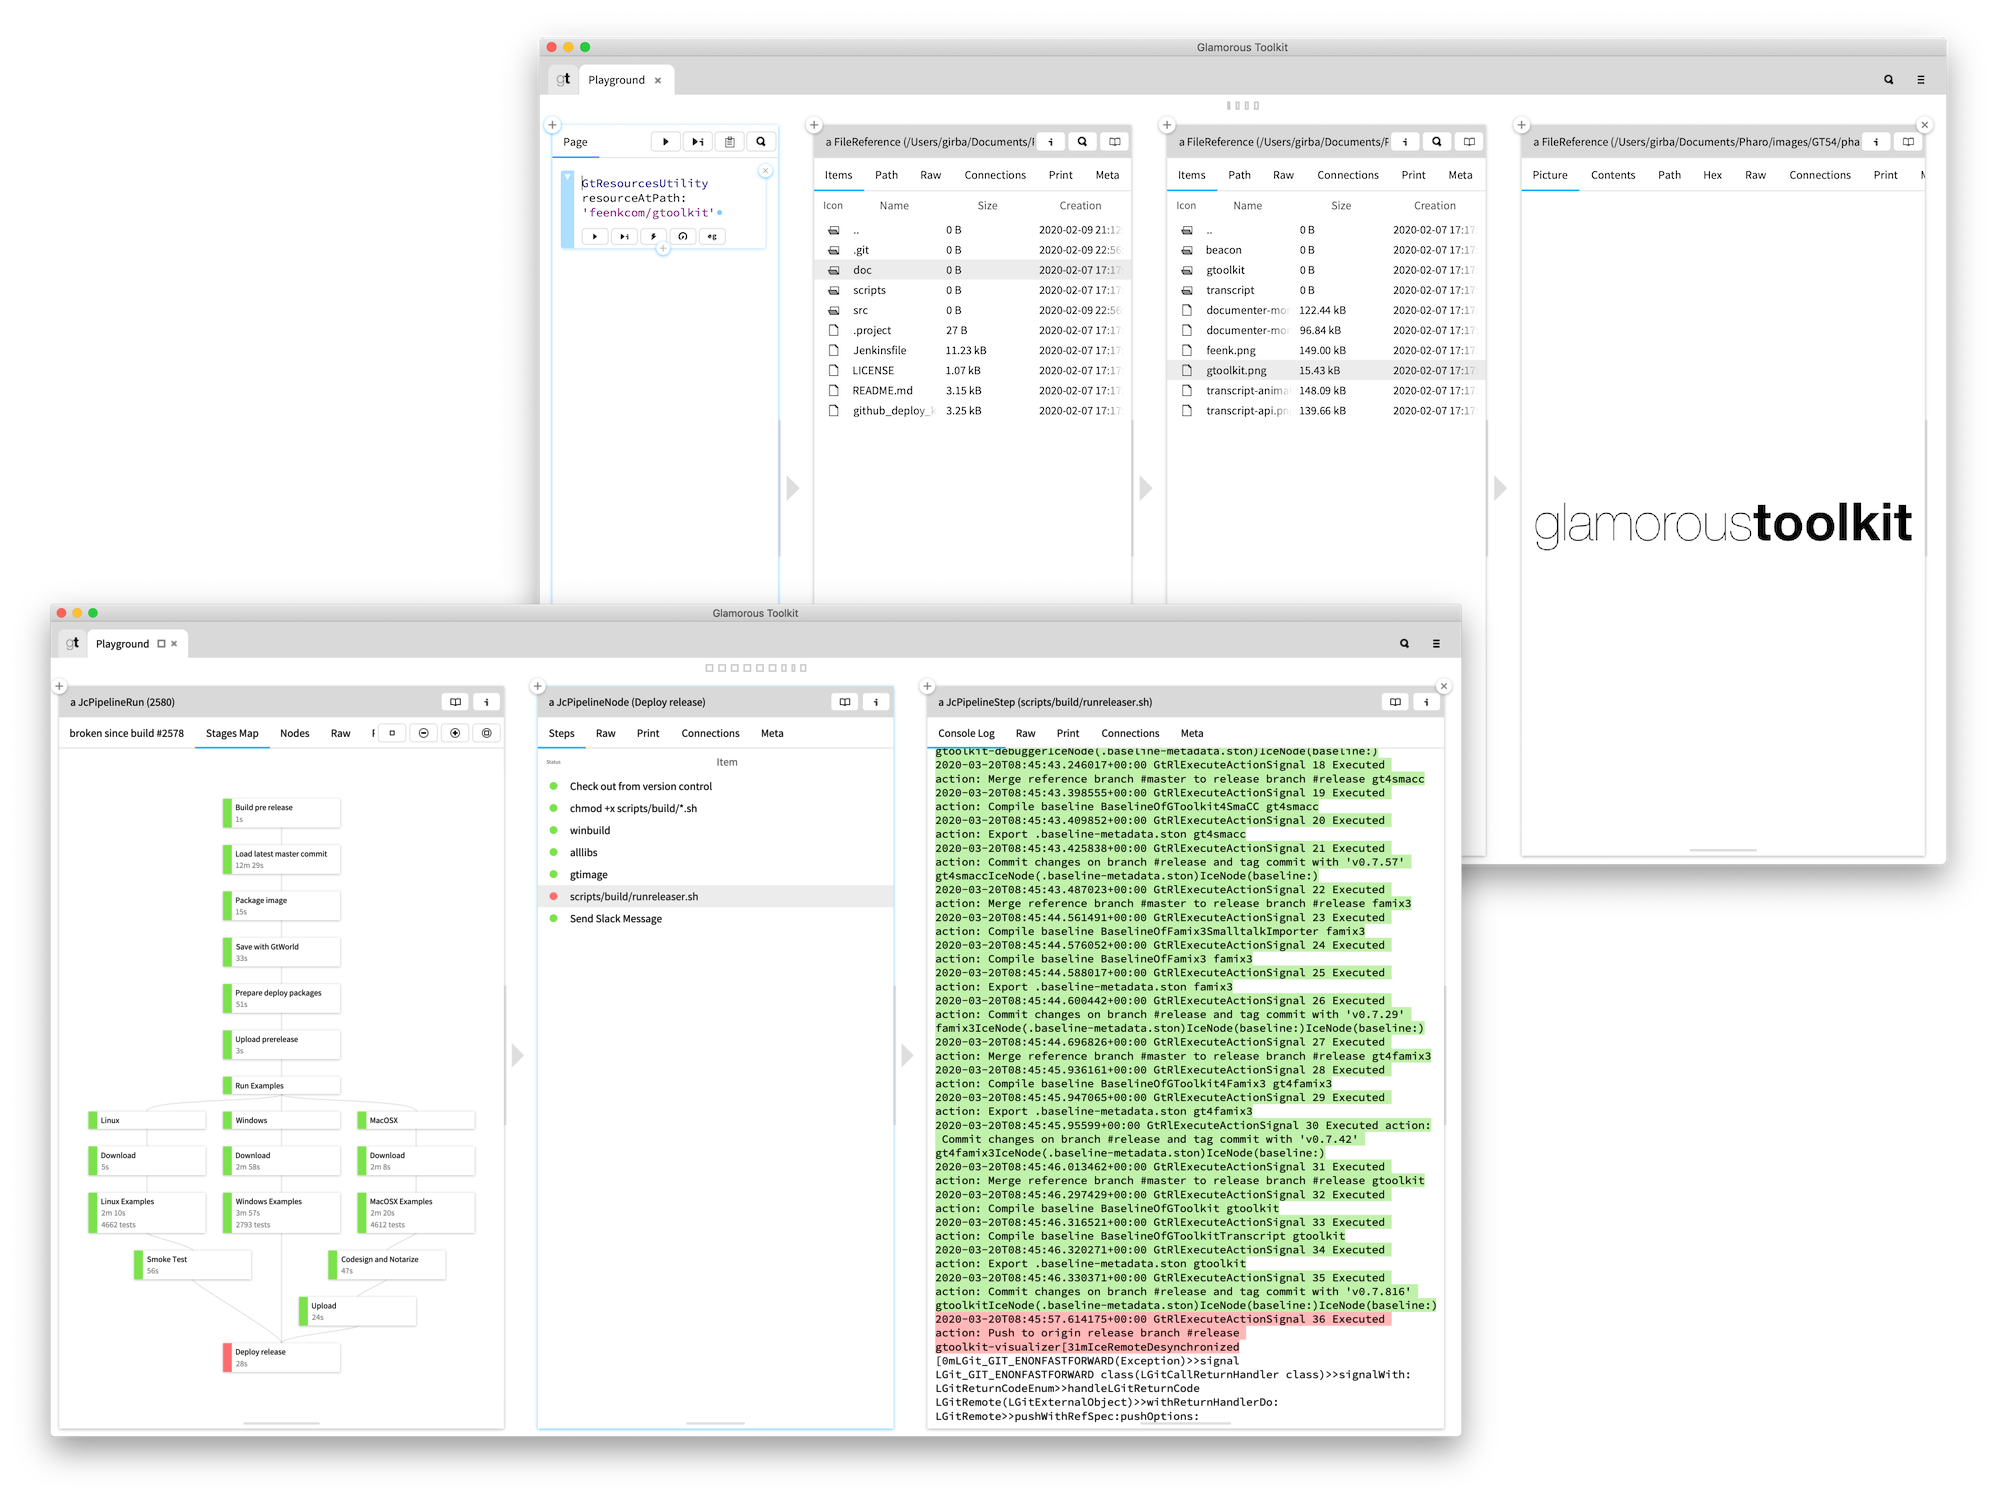 Glamorous Toolkit
gt
Playground
Page
GtResourcesUtility
resourceAtPath:
'feenkcom/gtoolkit'
a FileReference (/Users/girba/Documents/
Items Path Raw Connections Print Meta
Icon Name Size Creation
.. 0 B 2020-02-09 21:12:
.git 0 B 2020-02-09 22:56:
doc 0 B 2020-02-07 17:17:
scripts 0 B 2020-02-07 17:17:
src 0 B 2020-02-09 22:56:
.project 27 B 2020-02-07 17:17:
Jenkinsfile 11.23 kB 2020-02-07 17:17:
LICENSE 1.07 kB 2020-02-07 17:17:
README.md 3.15 kB 2020-02-07 17:17:
github_deploy_k 3.25 kB 2020-02-07 17:17:
a FileReference (/Users/girba/Documents/
Items Path Raw Connections Print Meta
Icon Name Size Creation
.. 0 B 2020-02-07 17:17:
beacon 0 B 2020-02-07 17:17:
gtoolkit 0 B 2020-02-07 17:17:
transcript 0 B 2020-02-07 17:17:
documenter-mo 122.44 kB 2020-02-07 17:17:
documenter-mo 96.84 kB 2020-02-07 17:17:
feenk.png 149.00 kB 2020-02-07 17:17:
gtoolkit.png 15.43 kB 2020-02-07 17:17:
transcript-anima 148.09 kB 2020-02-07 17:17:
transcript-api.pn 139.66 kB 2020-02-07 17:17:
a FileReference (/Users/girba/Documents/Pharo/images/GT54/pha
Picture Contents Path Hex Raw Connections Print
glamoroustoolkit
Glamorous Toolkit
gt
Playground
a JcPipelineRun (2580)
broken since build #2578 Stages Map Nodes Raw
Build pre release
1s
Load latest master commit
12m 29s
Package image
15s
Save with GtWorld
33s
Prepare deploy packages
51s
Upload prerelease
3s
Run Examples
Linux Windows MacOSX
Download Download Download
5s 2m 58s 2m 8s
Linux Examples Windows Examples MacOSX Examples
2m 10s 3m 57s 2m 20s
4662 tests 2793 tests 4612 tests
Smoke Test Codesign and Notarize
56s 47s
Upload
24s
Deploy release
28s
a JcPipelineNode (Deploy release)
Steps Raw Print Connections Meta
Status Item
Check out from version control
chmod +x scripts/build/*.sh
winbuild
alllibs
gtimage
scripts/build/runreleaser.sh
Send Slack Message
a JcPipelineStep (scripts/build/runreleaser.sh)
Console Log Raw Print Connections Meta
gtoolkit-debuggerIceNode(.baseline-metadata.ston)IceNode(baseline:)
2020-03-20T08:45:43.246017+00:00 GtRlExecuteActionSignal 18 Executed
action: Merge reference branch #master to release branch #release gt4smacc
2020-03-20T08:45:43.398555+00:00 GtRlExecuteActionSignal 19 Executed
action: Compile baseline BaselineOfGToolkit4SmaCC gt4smacc
2020-03-20T08:45:43.409852+00:00 GtRlExecuteActionSignal 20 Executed
action: Export .baseline-metadata.ston gt4smacc
2020-03-20T08:45:43.425838+00:00 GtRlExecuteActionSignal 21 Executed
action: Commit changes on branch #release and tag commit with 'v0.7.57'
gt4smaccIceNode(.baseline-metadata.ston)IceNode(baseline:)
2020-03-20T08:45:43.487023+00:00 GtRlExecuteActionSignal 22 Executed
action: Merge reference branch #master to release branch #release famix3
2020-03-20T08:45:44.561491+00:00 GtRlExecuteActionSignal 23 Executed
action: Compile baseline BaselineOfFamix3SmalltalkImporter famix3
2020-03-20T08:45:44.576052+00:00 GtRlExecuteActionSignal 24 Executed
action: Compile baseline BaselineOfFamix3 famix3
2020-03-20T08:45:44.588017+00:00 GtRlExecuteActionSignal 25 Executed
action: Export .baseline-metadata.ston famix3
2020-03-20T08:45:44.600442+00:00 GtRlExecuteActionSignal 26 Executed
action: Commit changes on branch #release and tag commit with 'v0.7.29'
famix3IceNode(.baseline-metadata.ston)IceNode(baseline:)IceNode(baseline:)
2020-03-20T08:45:44.696826+00:00 GtRlExecuteActionSignal 27 Executed
action: Merge reference branch #master to release branch #release gt4famix3
2020-03-20T08:45:45.936161+00:00 GtRlExecuteActionSignal 28 Executed
action: Compile baseline BaselineOfGToolkit4Famix3 gt4famix3
2020-03-20T08:45:45.947065+00:00 GtRlExecuteActionSignal 29 Executed
action: Export .baseline-metadata.ston gt4famix3
2020-03-20T08:45:45.95599+00:00 GtRlExecuteActionSignal 30 Executed action:
Commit changes on branch #release and tag commit with 'v0.7.42'
gt4famix3IceNode(.baseline-metadata.ston)IceNode(baseline:)
2020-03-20T08:45:46.013462+00:00 GtRlExecuteActionSignal 31 Executed
action: Merge reference branch #master to release branch #release gtoolkit
2020-03-20T08:45:46.297429+00:00 GtRlExecuteActionSignal 32 Executed
action: Compile baseline BaselineOfGToolkit gtoolkit
2020-03-20T08:45:46.316521+00:00 GtRlExecuteActionSignal 33 Executed
action: Compile baseline BaselineOfGToolkitTranscript gtoolkit
2020-03-20T08:45:46.320271+00:00 GtRlExecuteActionSignal 34 Executed
action: Export .baseline-metadata.ston gtoolkit
2020-03-20T08:45:46.330371+00:00 GtRlExecuteActionSignal 35 Executed
action: Commit changes on branch #release and tag commit with 'v0.7.816'
gtoolkitIceNode(.baseline-metadata.ston)IceNode(baseline:)IceNode(baseline:)
2020-03-20T08:45:57.614175+00:00 GtRlExecuteActionSignal 36 Executed
action: Push to origin release branch #release
gtoolkit-visualizer[31mIceRemoteDesynchronized
[0mLGit_GIT_ENONFASTFORWARD(Exception)>>signal
LGit_GIT_ENONFASTFORWARD class(LGitCallReturnHandler class)>>signalWith:
LGitReturnCodeEnum>>handleLGitReturnCode
LGitRemote(LGitExternalObject)>>withReturnHandlerDo:
LGitRemote>>pushWithRefSpec:pushOptions: